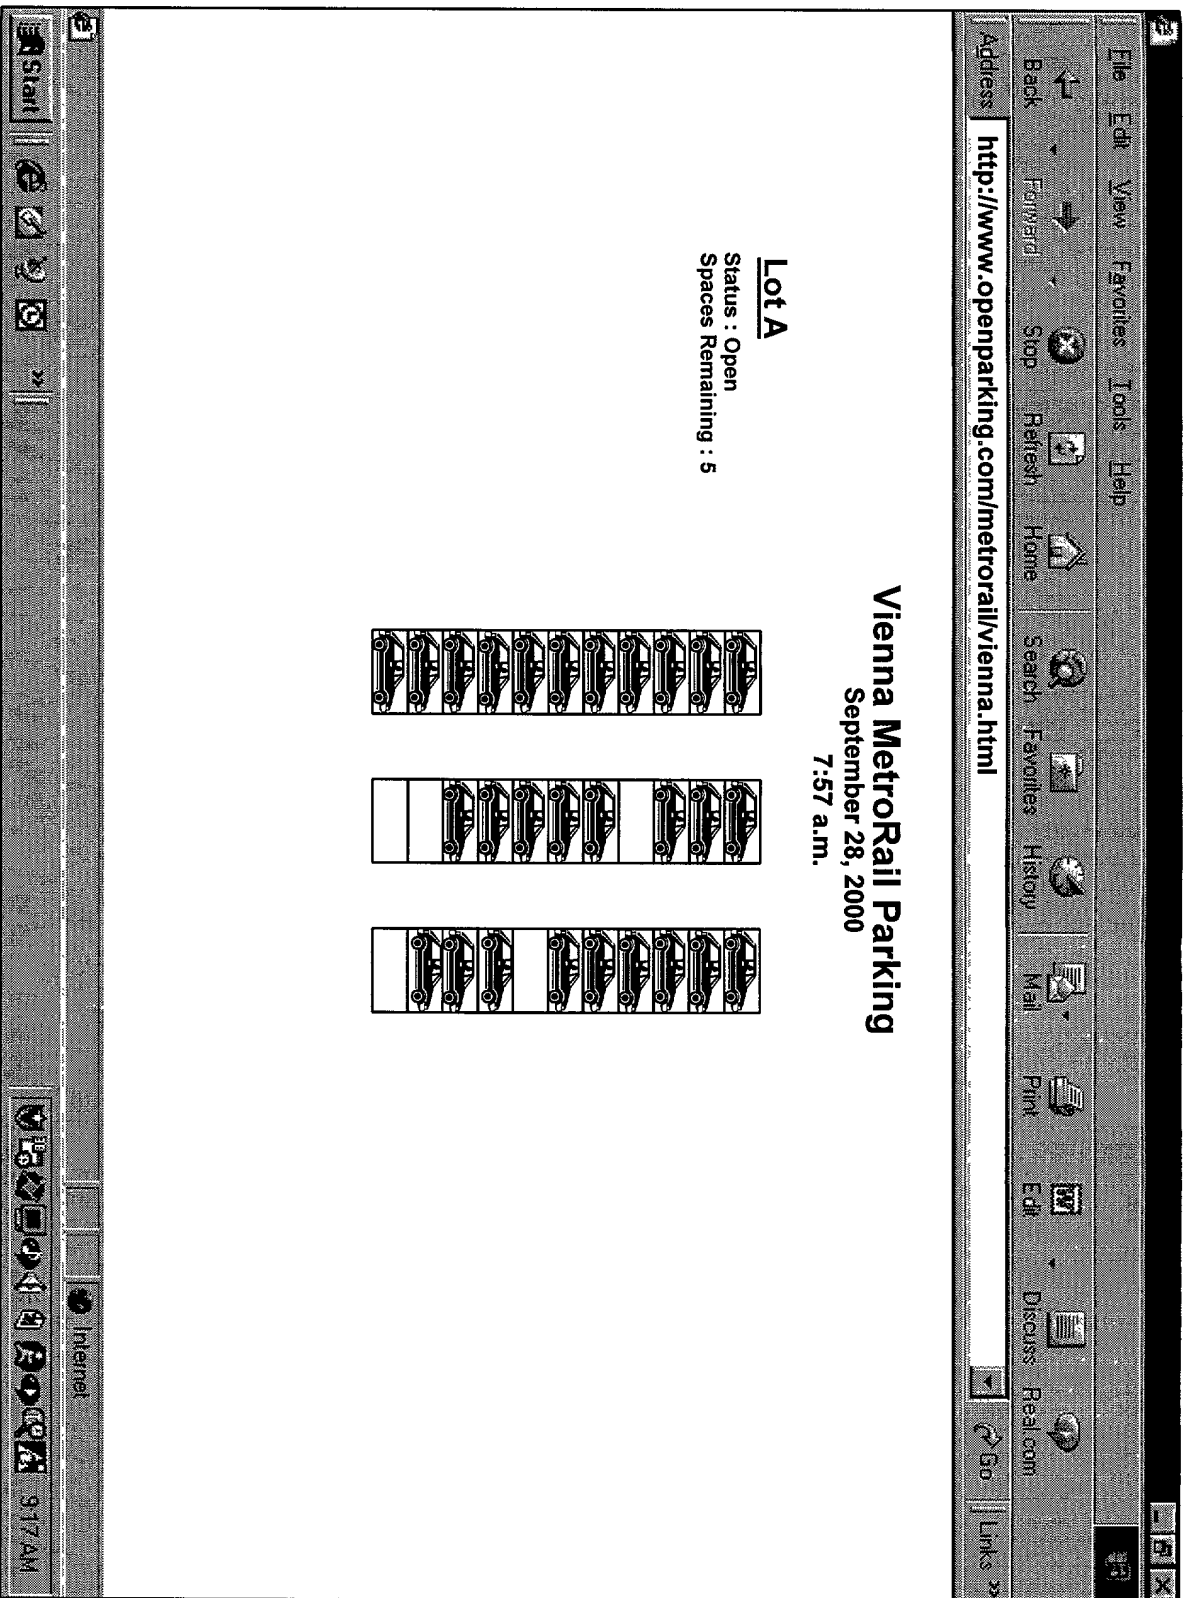 File Edit View Favorites Tools Help
Back Forward Stop Refresh Home Search Favorites History Mail Print Edit Discuss Real.com
Address http://www.openparking.com/metrorail/vienna.html Go Links »
Vienna MetroRail Parking
September 28, 2000
7:57 a.m.
Lot A
Status : Open
Spaces Remaining : 5
Internet
Start » 9:17 AM